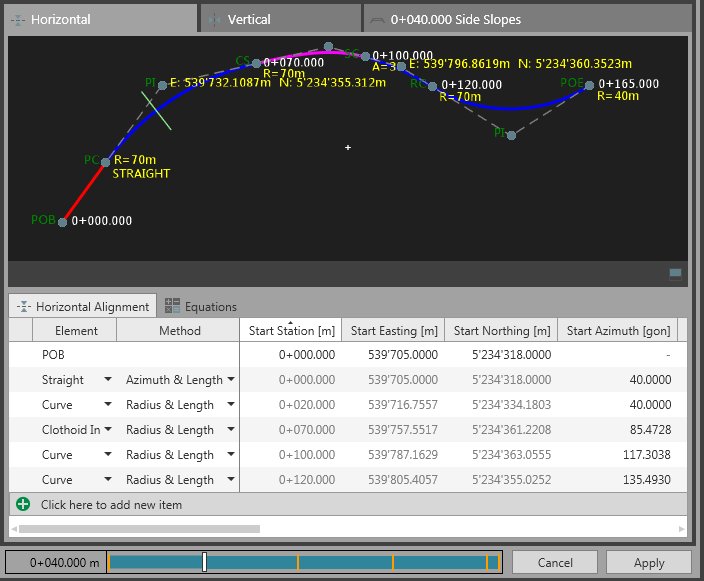 Horizontal Vertical 0+040.000 Side Slopes
CS 0+070.000 SC 0+100.000
R=70m A=3 E: 539'796.8619m N: 5'234'360.3523m
PI E: 539'732.1087m N: 5'234'355.312m RC 0+120.000 POE 0+165.000
R=70m R=40m
PI
PC R=70m
STRAIGHT
POB 0+000.000
Horizontal Alignment Equations
Element Method Start Station [m] Start Easting [m] Start Northing [m] Start Azimuth [gon]
POB 0+000.000 539'705.0000 5'234'318.0000 -
Straight Azimuth & Length 0+000.000 539'705.0000 5'234'318.0000 40.0000
Curve Radius & Length 0+020.000 539'716.7557 5'234'334.1803 40.0000
Clothoid In Radius & Length 0+070.000 539'757.5517 5'234'361.2208 85.4728
Curve Radius & Length 0+100.000 539'787.1629 5'234'363.0555 117.3038
Curve Radius & Length 0+120.000 539'805.4057 5'234'355.0252 135.4930
Click here to add new item
0+040.000 m Cancel Apply